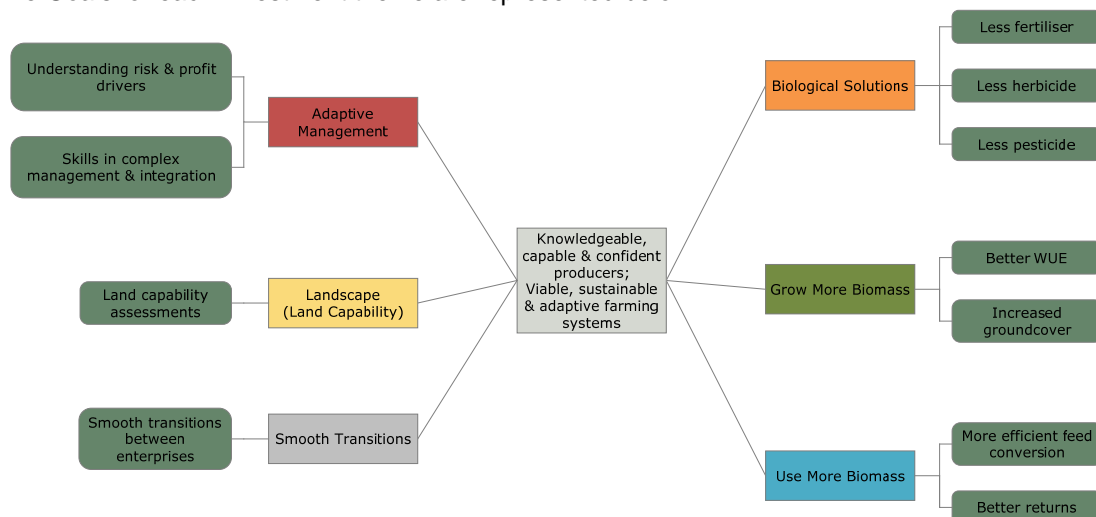 Understanding risk & profit
drivers
Skills in complex
management & integration
Adaptive
Management
Land capability
assessments
Landscape
(Land Capability)
Smooth transitions
between
enterprises
Smooth Transitions
Knowledgeable,
capable & confident
producers;
Viable, sustainable
& adaptive farming
systems
Biological Solutions
Less fertiliser
Less herbicide
Less pesticide
Grow More Biomass
Better WUE
Increased
groundcover
Use More Biomass
More efficient feed
conversion
Better returns